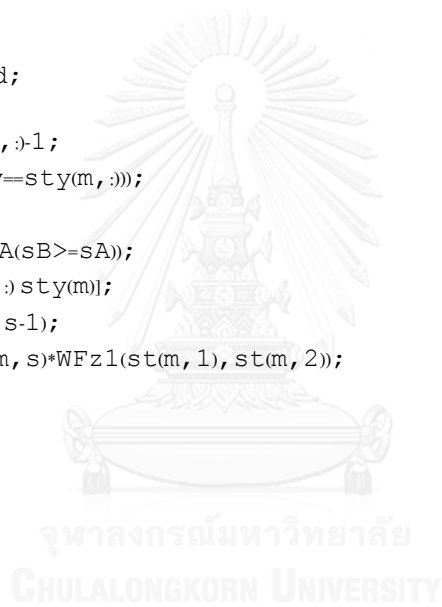 d;
,:)-1;
==sty(m,:)));
A(sB>=sA));
:) sty(m)];
s-1);
m,s)*WFz1(st(m,1),st(m,2));
จุฬาลงกรณ์มหาวิทยาลัย
CHULALONGKORN UNIVERSITY